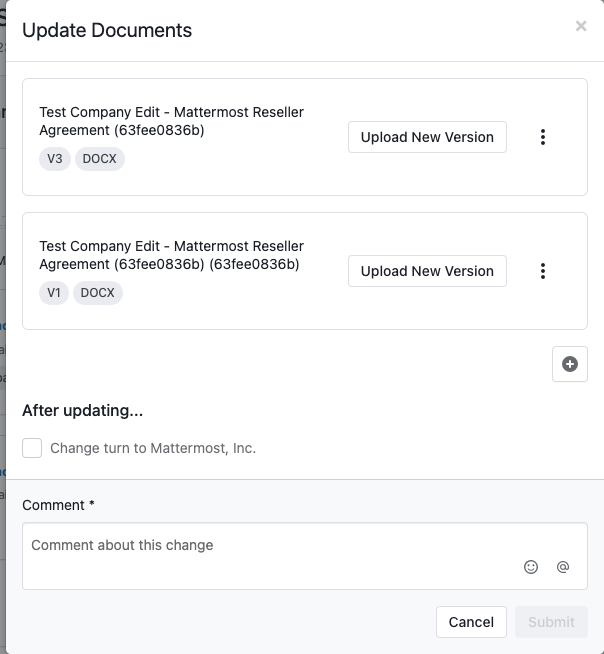 Update Documents
×
Test Company Edit - Mattermost Reseller
Agreement (63fee0836b)
Upload New Version
V3 DOCX
Test Company Edit - Mattermost Reseller
Agreement (63fee0836b) (63fee0836b)
Upload New Version
V1 DOCX
After updating...
Change turn to Mattermost, Inc.
Comment *
Comment about this change
@
Cancel Submit